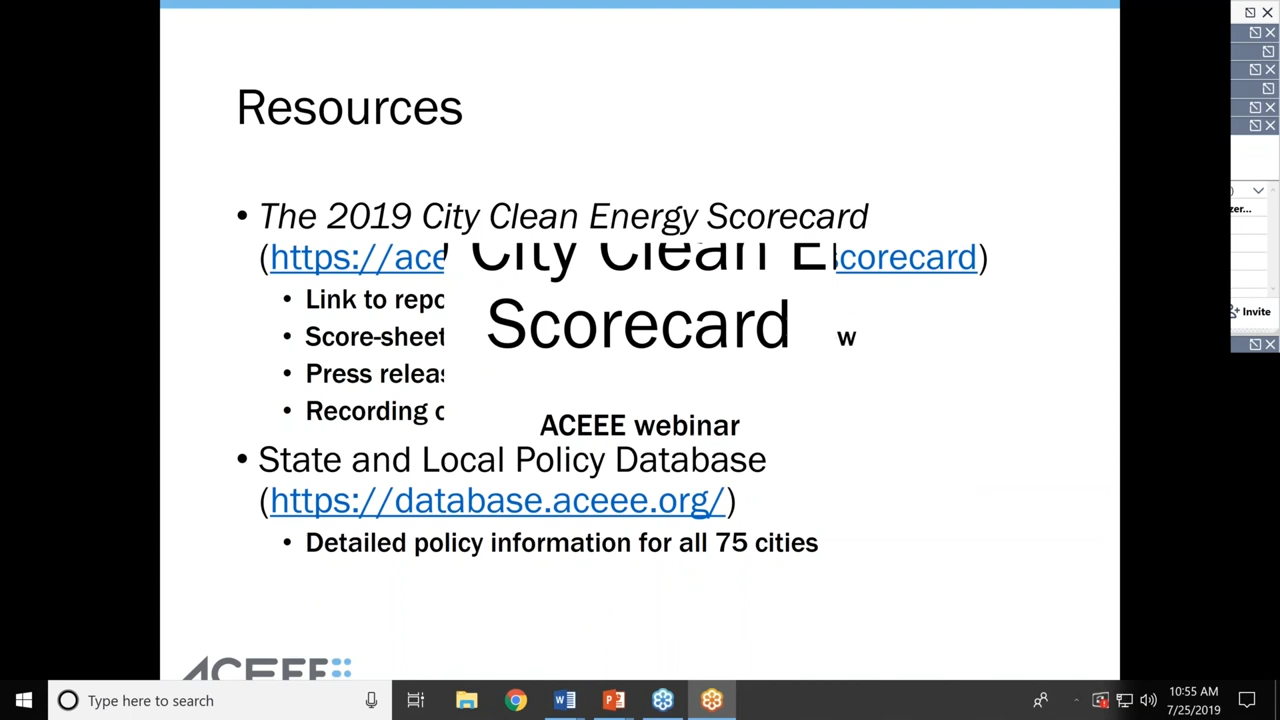 Resources
• The 2019 City Clean Energy Scorecard
(https://ace corecard)
City Clean E
• Link to repo
Scorecard
• Score-sheet w
• Press relea
• Recording o
ACEEE webinar
• State and Local Policy Database
(https://database.aceee.org/)
• Detailed policy information for all 75 cities
ACEEE
zer...
Invite
Type here to search
10:55 AM
7/25/2019